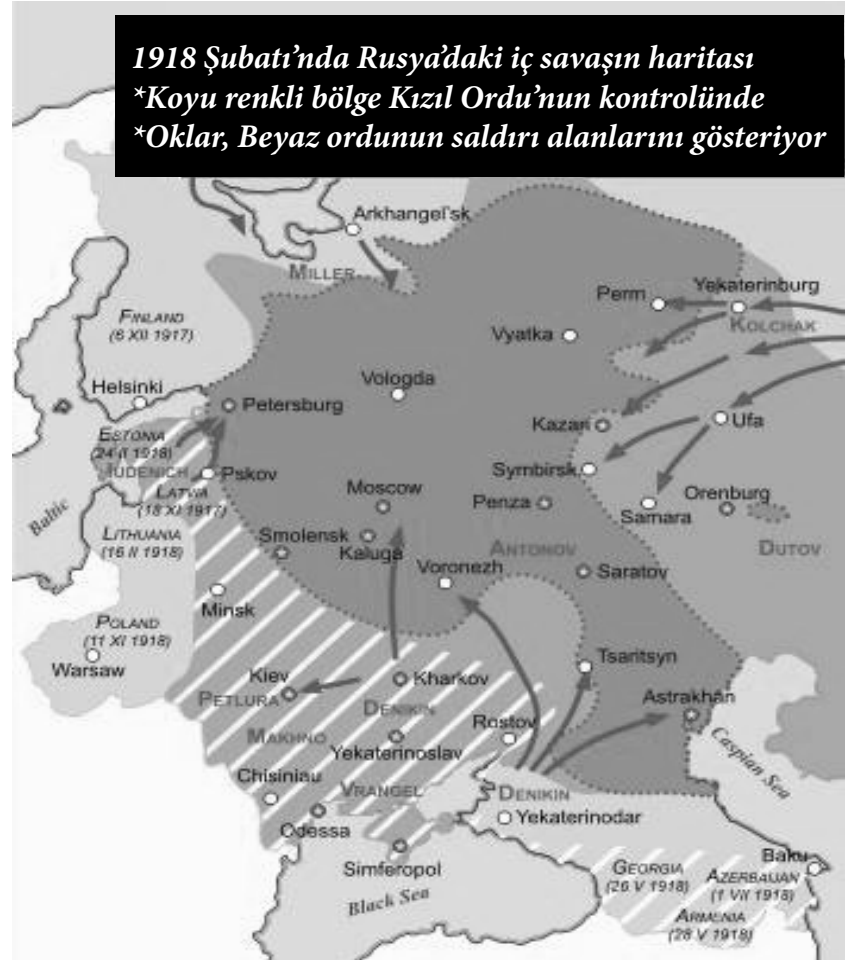 1918 Şubatı'nda Rusya'daki iç savaşın haritası
*Koyu renkli bölge Kızıl Ordu'nun kontrolünde
*Oklar, Beyaz ordunun saldırı alanlarını gösteriyor
Arkhangel'sk
MILLER
Perm
Yekaterinburg
KOLCHAK
FINLAND
(6 XII 1917)
Vyatka
Helsinki
Vologda
Petersburg
Kazan
Ufa
ESTONIA
(24 II 1918)
IUDENICH
Pskov
Symbirsk
LATVIA
(18 XI 1917)
Moscow
Penza
Samara
Orenburg
Baltic
LITHUANIA
(16 II 1918)
Smolensk
Kaluga
ANTONOV
DUTOV
Voronezh
Saratov
Minsk
POLAND
(11 XI 1918)
Warsaw
Tsaritsyn
Kiev
PETLURA
Kharkov
DENIKIN
Astrakhan
MAKHNO
Rostov
Yekaterinoslav
Caspian Sea
Chisiniau
VRANGEL
DENIKIN
Odessa
Yekaterinodar
Simferopol
Black Sea
GEORGIA
(26 V 1918)
Baku
AZERBAIJAN
(1 VII 1918)
ARMENIA
(28 V 1918)